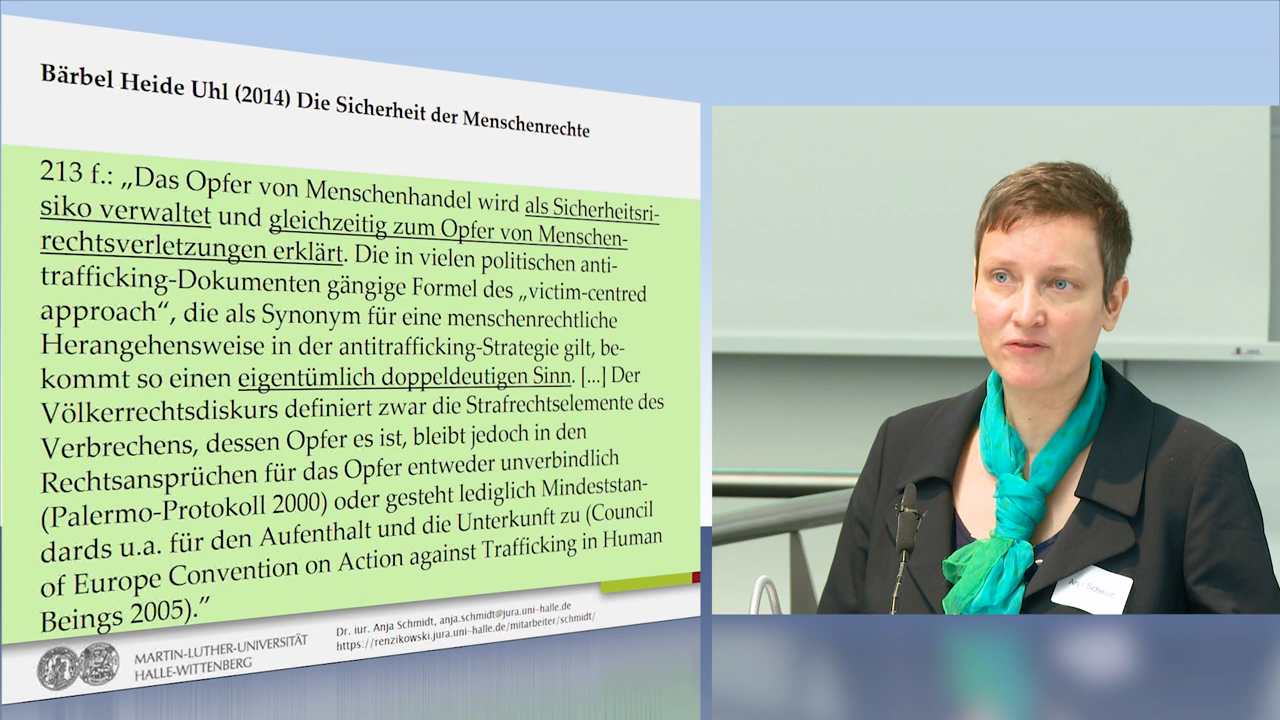 Bärbel Heide Uhl (2014) Die Sicherheit der Menschenrechte
213 f.: „Das Opfer von Menschenhandel wird als Sicherheitsri-
siko verwaltet und gleichzeitig zum Opfer von Menschen-
rechtsverletzungen erklärt. Die in vielen politischen anti-
trafficking-Dokumenten gängige Formel des „victim-centred
approach“, die als Synonym für eine menschenrechtliche
Herangehensweise in der antitrafficking-Strategie gilt, be-
kommt so einen eigentümlich doppeldeutigen Sinn. [...] Der
Völkerrechtsdiskurs definiert zwar die Strafrechtselemente des
Verbrechens, dessen Opfer es ist, bleibt jedoch in den
Rechtsansprüchen für das Opfer entweder unverbindlich
(Palermo-Protokoll 2000) oder gesteht lediglich Mindeststan-
dards u.a. für den Aufenthalt und die Unterkunft zu (Council
of Europe Convention on Action against Trafficking in Human
Beings 2005).”
MARTIN-LUTHER-UNIVERSITÄT
HALLE-WITTENBERG
Dr. iur. Anja Schmidt, anja.schmidt@jura.uni-halle.de
https://renzikowski.jura.uni-halle.de/mitarbeiter/schmidt/
Anja Schmidt